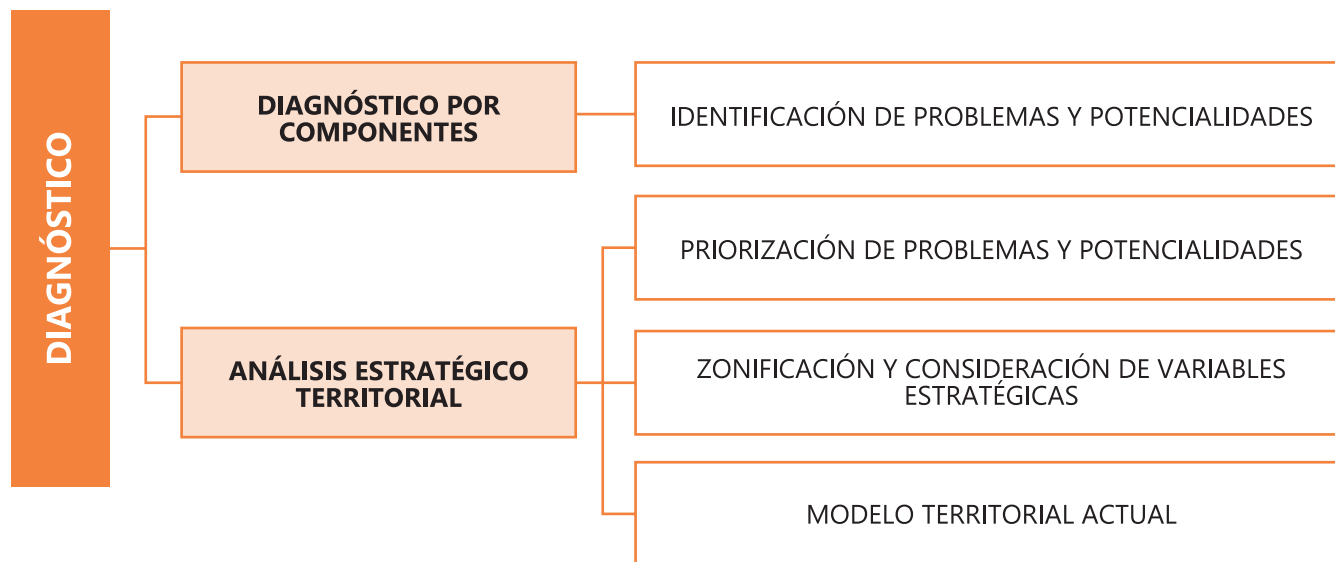 DIAGNÓSTICO
DIAGNÓSTICO POR
COMPONENTES
IDENTIFICACIÓN DE PROBLEMAS Y POTENCIALIDADES
ANÁLISIS ESTRATÉGICO
TERRITORIAL
PRIORIZACIÓN DE PROBLEMAS Y POTENCIALIDADES
ZONIFICACIÓN Y CONSIDERACIÓN DE VARIABLES
ESTRATÉGICAS
MODELO TERRITORIAL ACTUAL